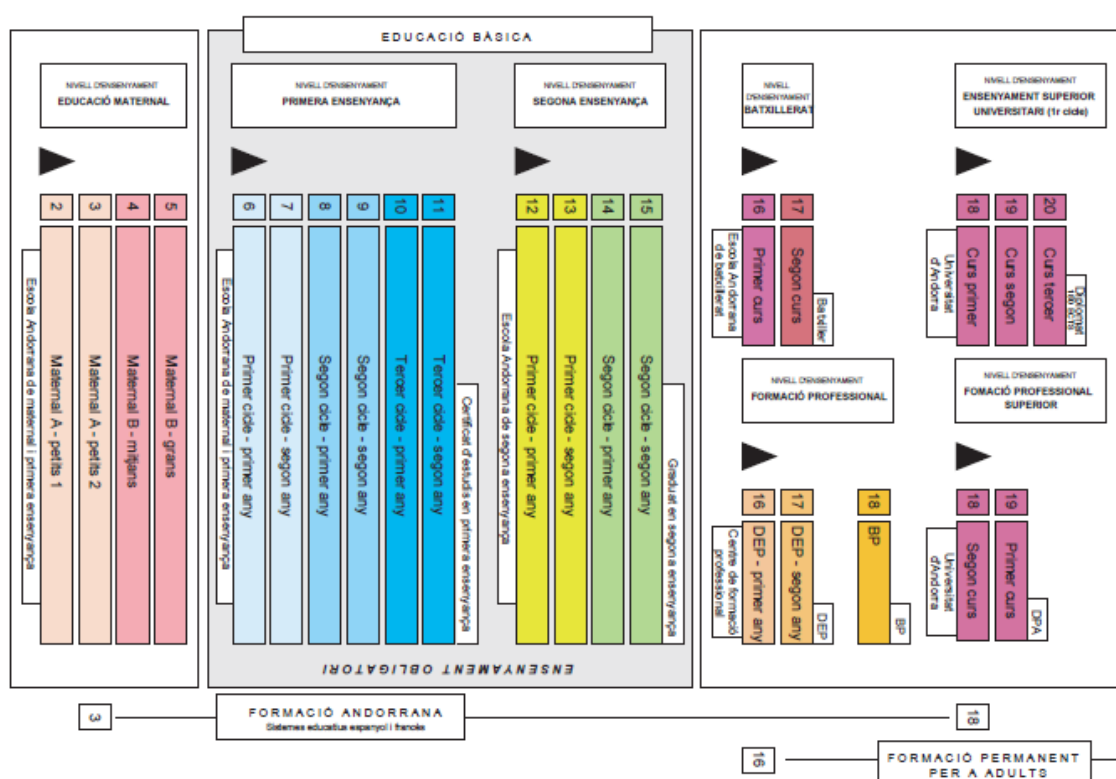 EDUCACIÓ BÀSICA
NIVELL D'ENSENYAMENT
EDUCACIÓ MATERNAL
2
3
4
5
Escola Andorrana de maternal i primera ensenyança
Maternal A - petits 1
Maternal A - petits 2
Maternal B - mitjans
Maternal B - grans
NIVELL D'ENSENYAMENT
PRIMERA ENSENYANÇA
6
7
8
9
10
11
Escola Andorrana de maternal i primera ensenyança
Primer cicle - primer any
Primer cicle - segon any
Segon cicle - primer any
Segon cicle - segon any
Tercer cicle - primer any
Tercer cicle - segon any
Certificat d'estudis en primera ensenyança
NIVELL D'ENSENYAMENT
SEGONA ENSENYANÇA
12
13
14
15
Escola Andorrana de segona ensenyança
Primer cicle - primer any
Primer cicle - segon any
Segon cicle - primer any
Segon cicle - segon any
Graduat en segona ensenyança
ENSENYAMENT OBLIGATORI
NIVELL
D'ENSENYAMENT
BATXILLERAT
16
17
Escola Andorrana
de batxillerat
Primer curs
Segon curs
Batxiller
NIVELL D'ENSENYAMENT
ENSENYAMENT SUPERIOR
UNIVERSITARI (1r cicle)
18
19
20
Universitat
d'Andorra
Curs primer
Curs segon
Curs tercer
Diplomat
180 ECTS
NIVELL D'ENSENYAMENT
FORMACIÓ PROFESSIONAL
16
17
18
Centre de formació
professional
DEP - primer any
DEP - segon any
DEP
BP
BP
NIVELL D'ENSENYAMENT
FOMACIÓ PROFESSIONAL
SUPERIOR
18
19
Universitat
d'Andorra
Segon curs
Primer curs
DPA
3
FORMACIÓ ANDORRANA
Sistemes educatius espanyol i francès
18
16
FORMACIÓ PERMANENT
PER A ADULTS